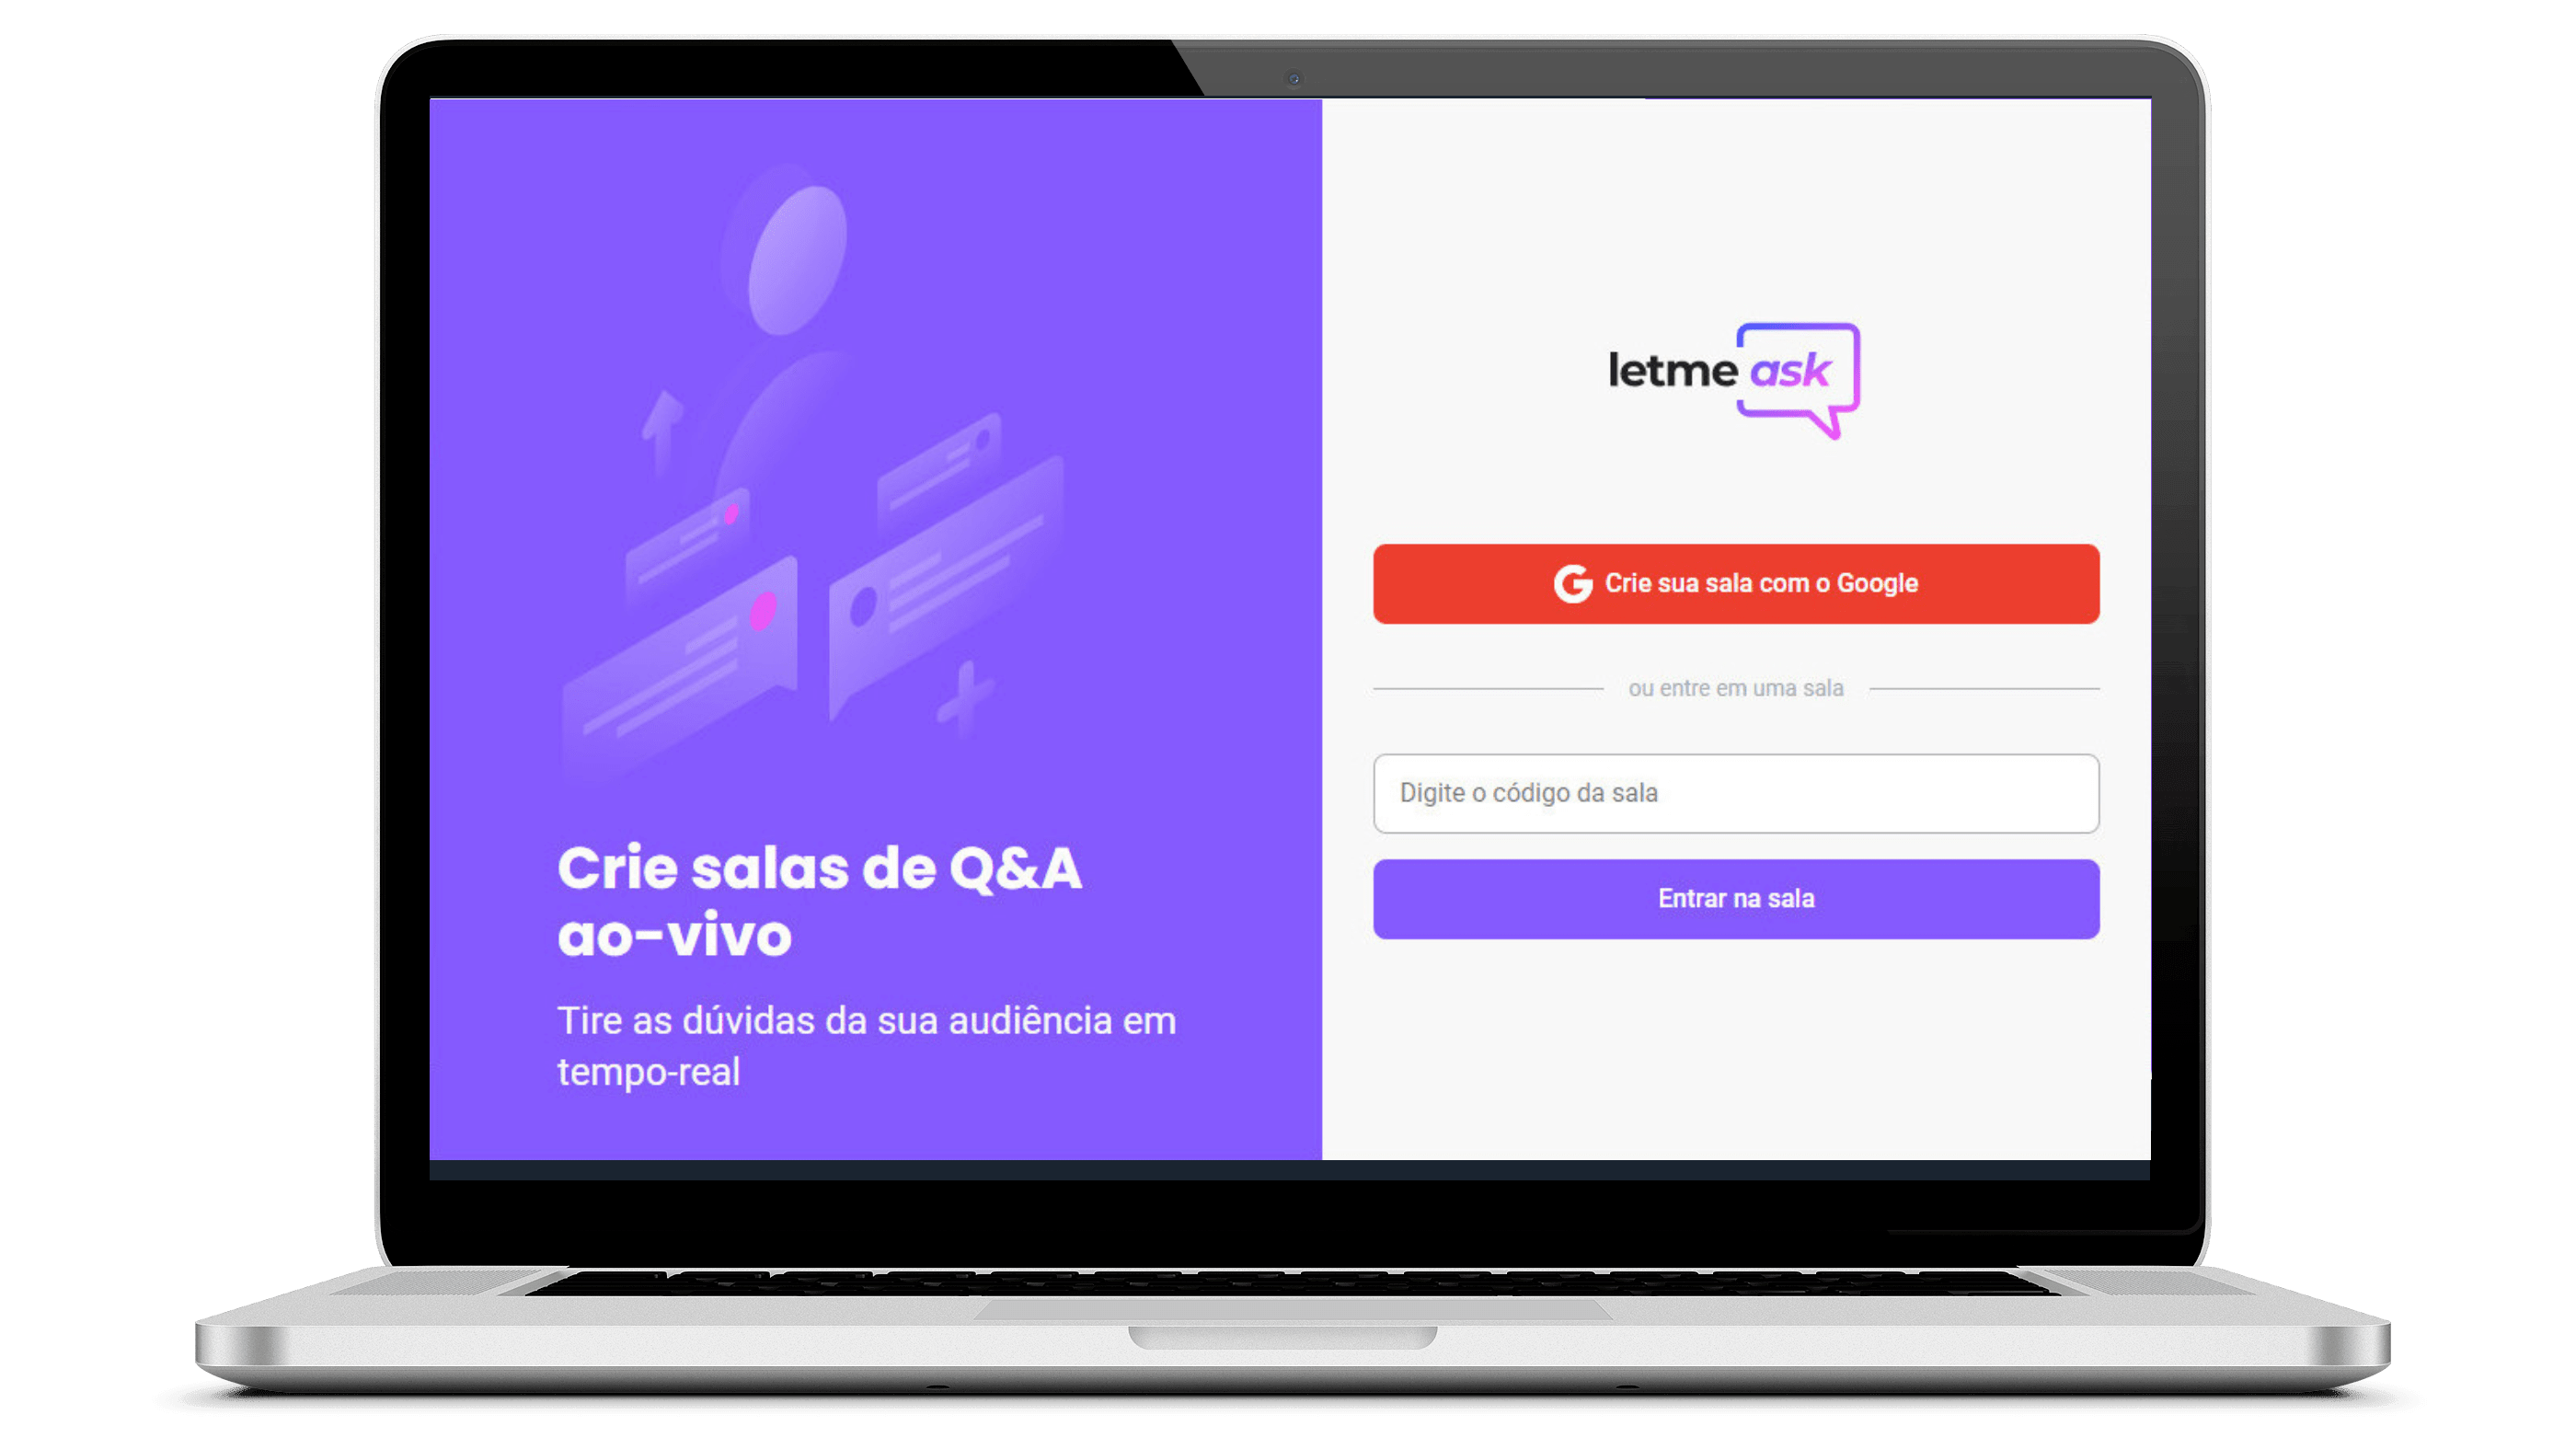 Crie salas de Q&A
ao-vivo
Tire as dúvidas da sua audiência em
tempo-real
letme ask
Crie sua sala com o Google
ou entre em uma sala
Digite o código da sala
Entrar na sala